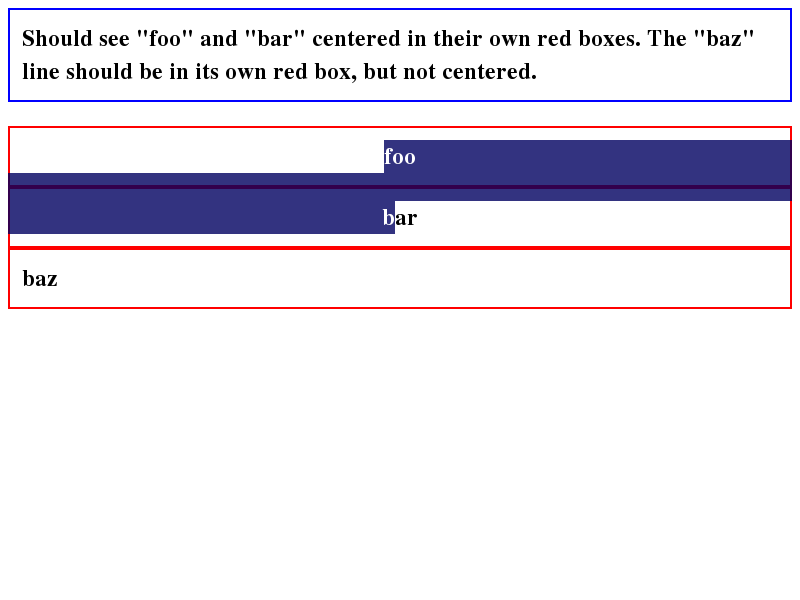 Should see "foo" and "bar" centered in their own red boxes. The "baz"
line should be in its own red box, but not centered.
foo
bar
baz